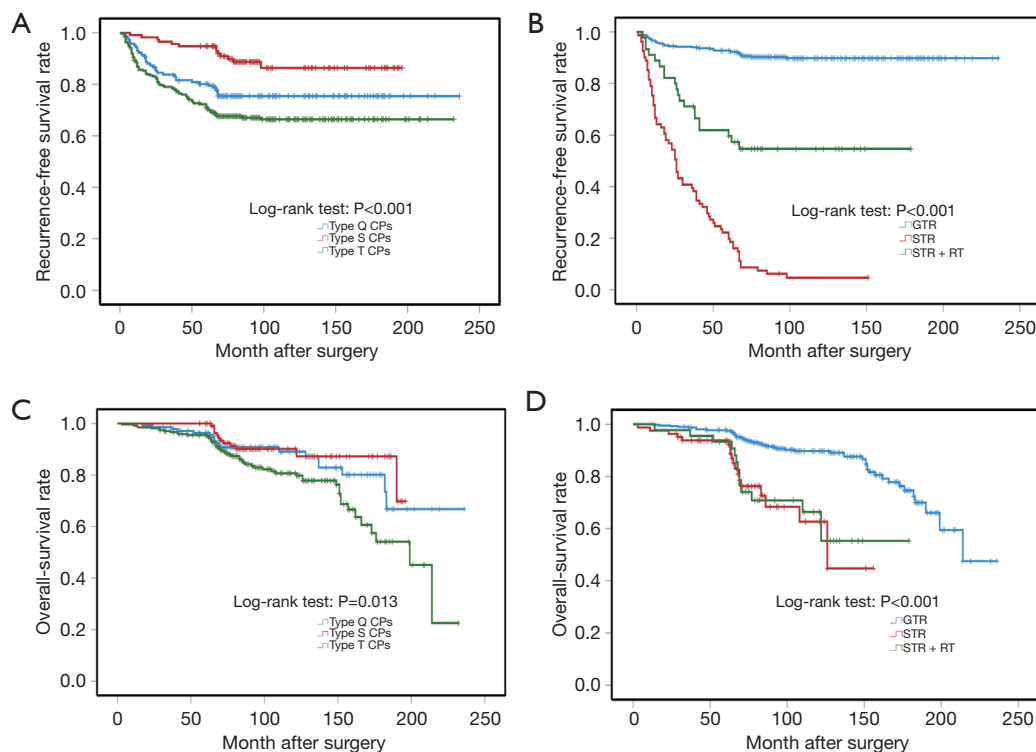 A
Recurrence-free survival rate
1.0
0.8
0.6
0.4
0.2
0.0
Log-rank test: P<0.001
Type Q CPs
Type S CPs
Type T CPs
0 50 100 150 200 250
Month after surgery
B
Recurrence-free survival rate
1.0
0.8
0.6
0.4
0.2
0.0
Log-rank test: P<0.001
GTR
STR
STR + RT
0 50 100 150 200 250
Month after surgery
C
Overall-survival rate
1.0
0.8
0.6
0.4
0.2
0.0
Log-rank test: P=0.013
Type Q CPs
Type S CPs
Type T CPs
0 50 100 150 200 250
Month after surgery
D
Overall-survival rate
1.0
0.8
0.6
0.4
0.2
0.0
Log-rank test: P<0.001
GTR
STR
STR + RT
0 50 100 150 200 250
Month after surgery